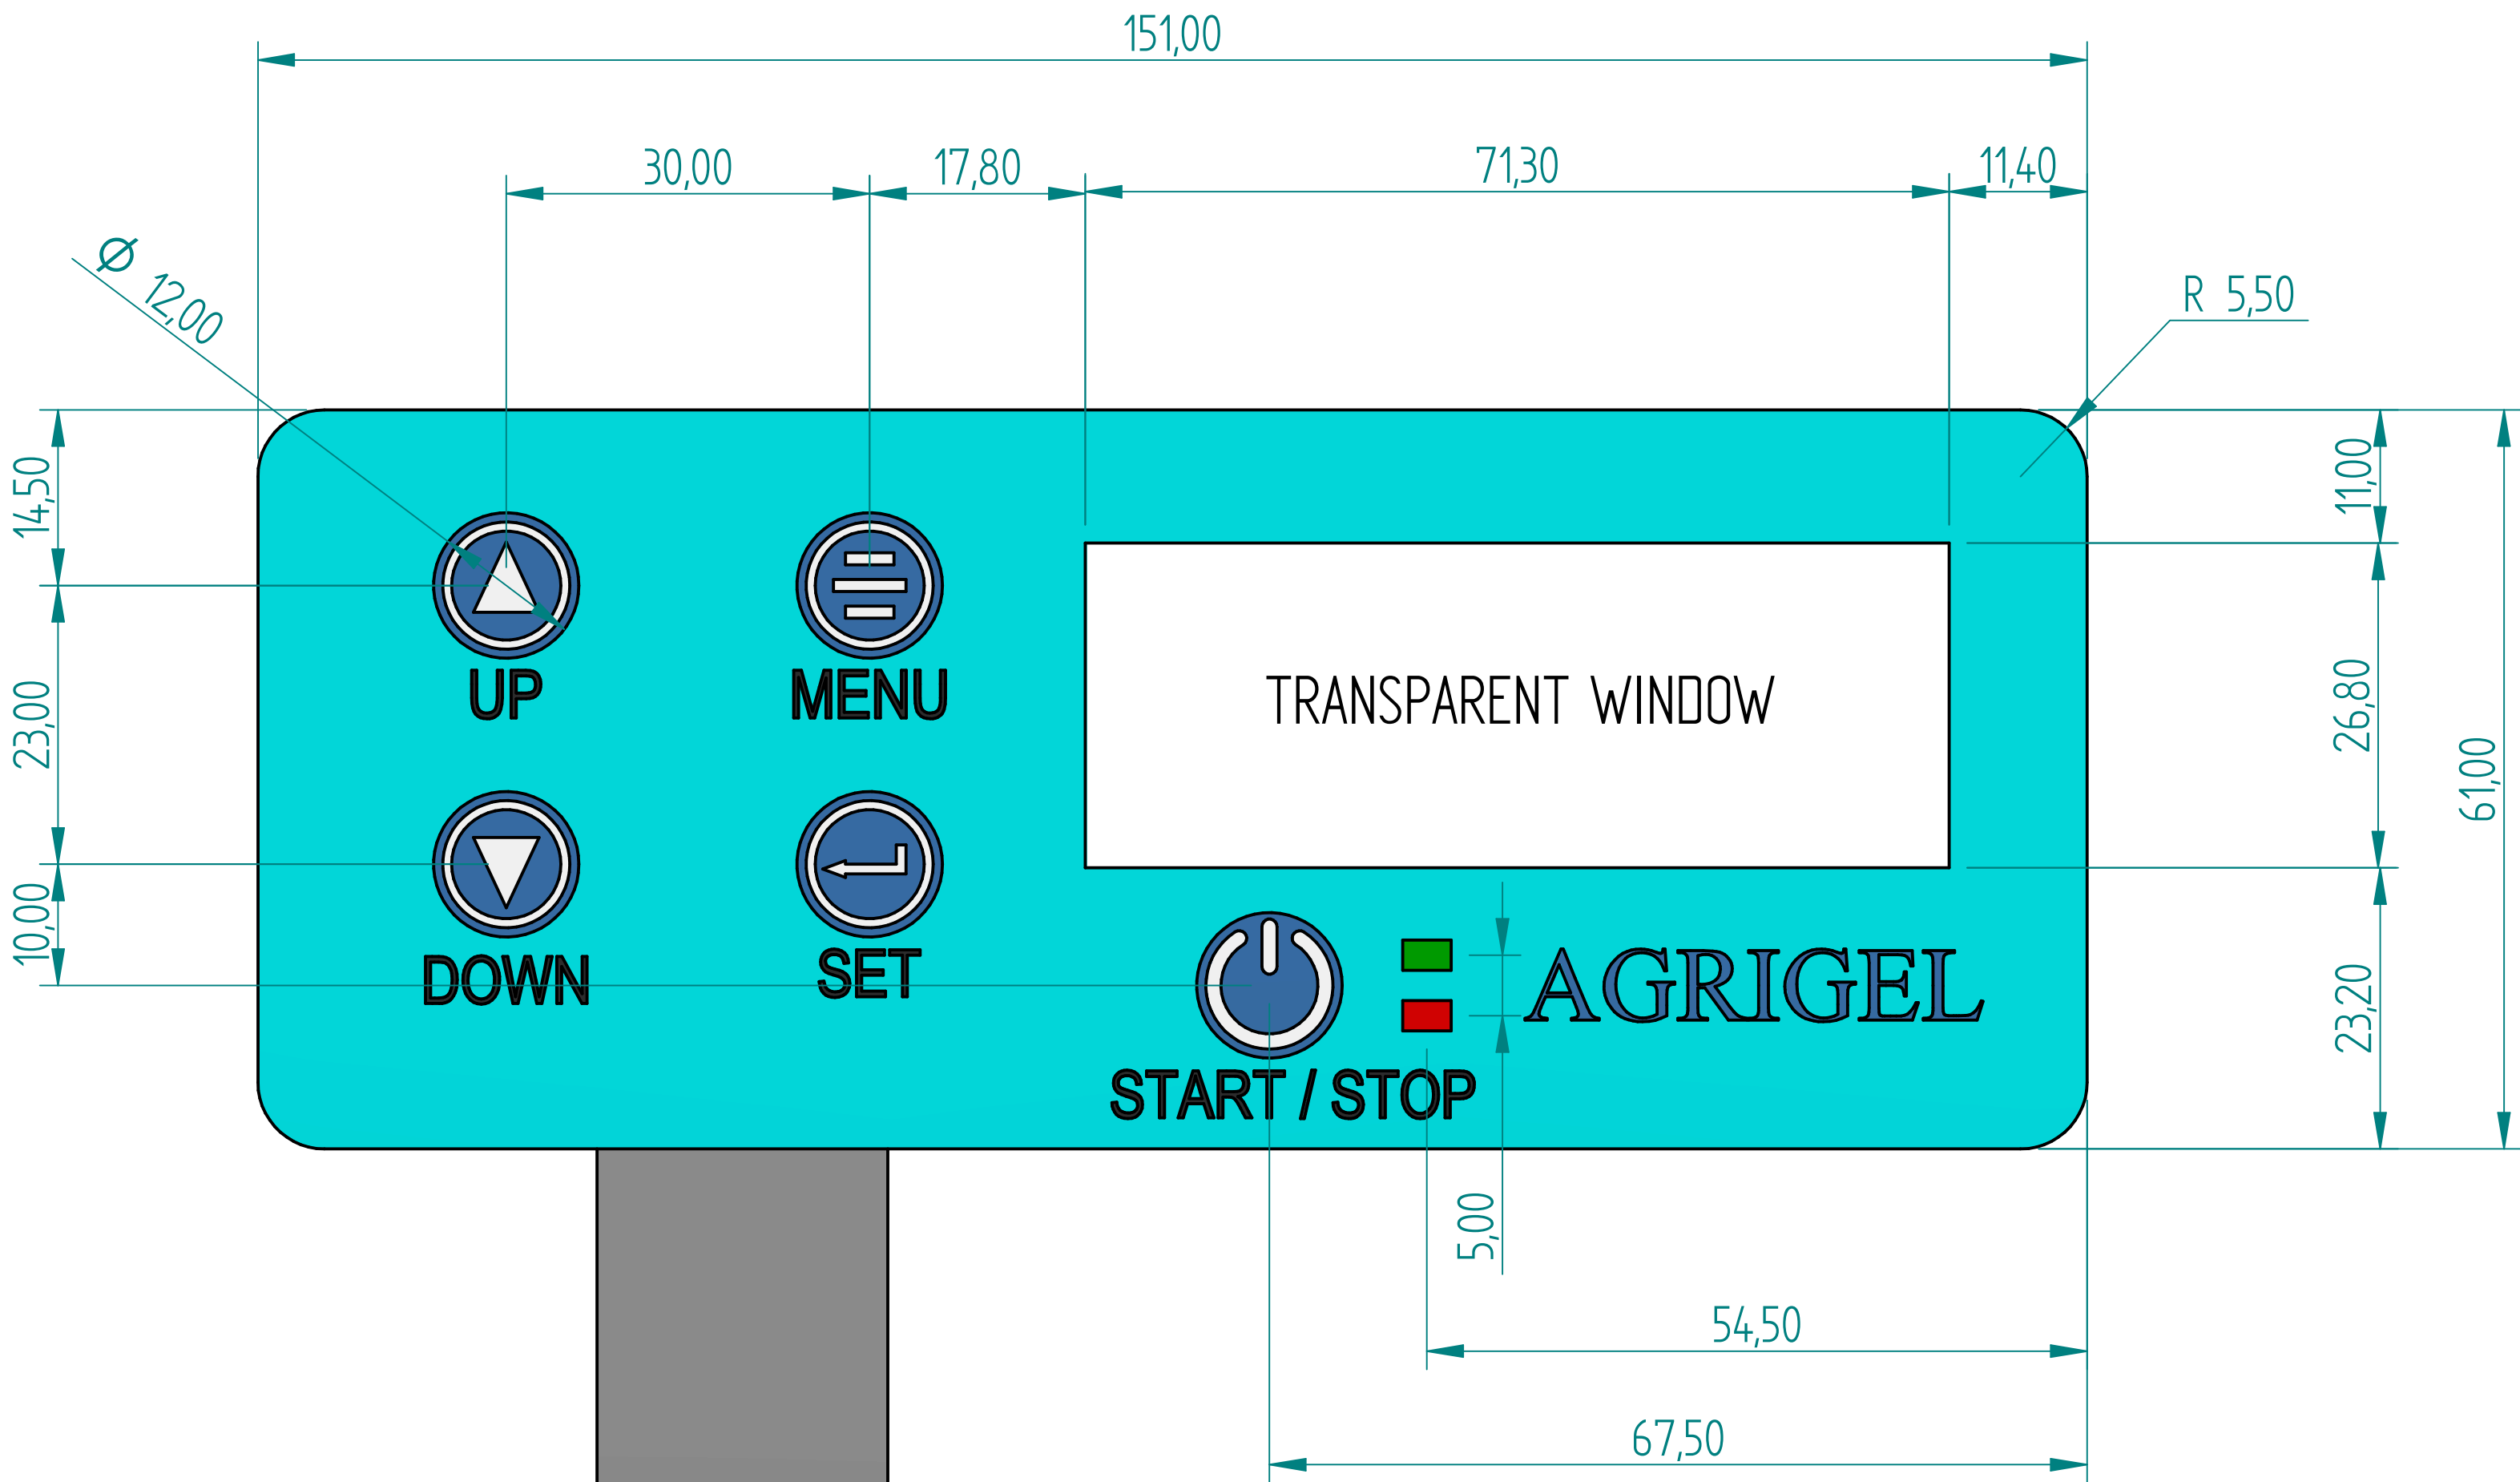 151,00
30,00
17,80
71,30
11,40
Ø 12,00
R 5,50
14,50
11,00
UP
MENU
TRANSPARENT WINDOW
23,00
26,80
61,00
10,00
DOWN
SET
AGRIGEL
23,20
START / STOP
5,00
54,50
67,50